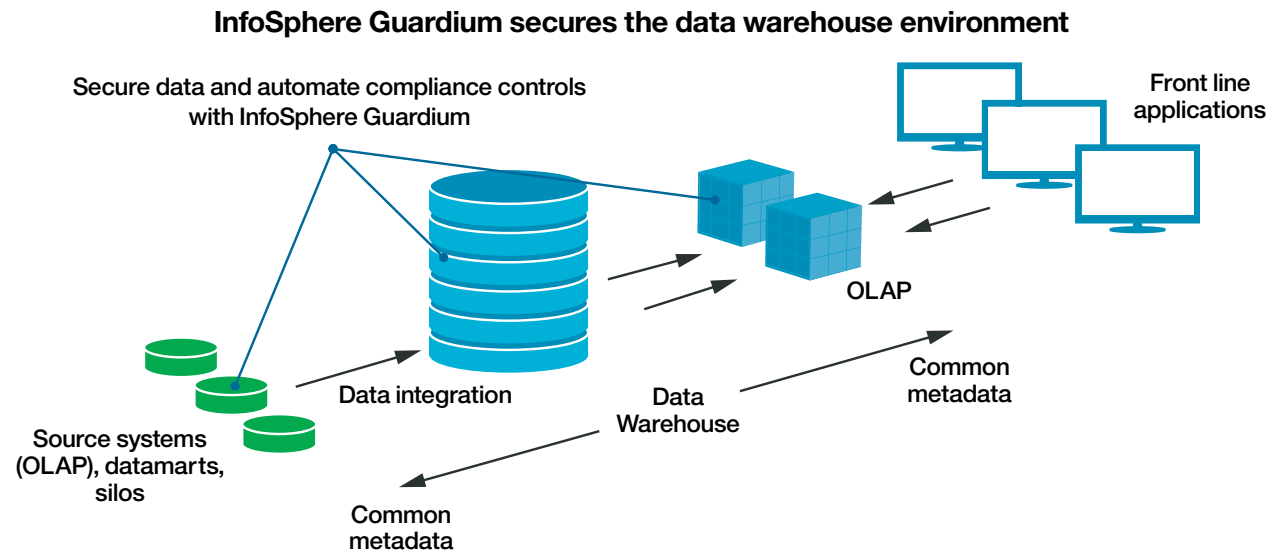 InfoSphere Guardium secures the data warehouse environment
Secure data and automate compliance controls
with InfoSphere Guardium
Front line
applications
OLAP
Data integration
Source systems
(OLAP), datamarts,
silos
Data
Warehouse
Common
metadata
Common
metadata